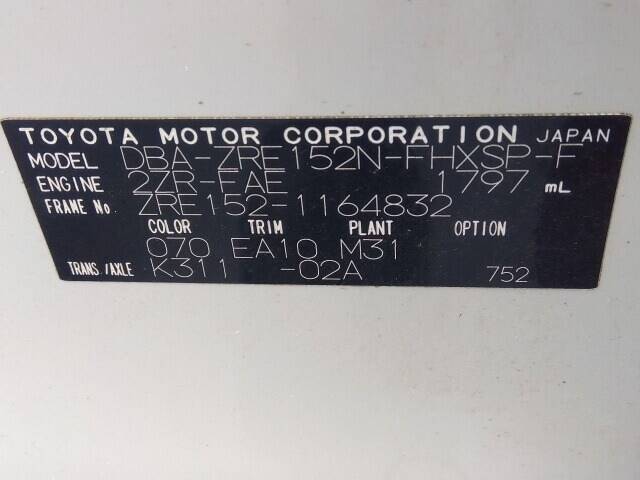 TOYOTA MOTOR CORPORATION JAPAN
MODEL DBA-ZRE152N-FHXSP-F
ENGINE 2ZR-FAE 1797 mL
FRAME No. ZRE152-1164832
COLOR TRIM PLANT OPTION
070 EA10 M31
TRANS./AXLE K311 -02A 752